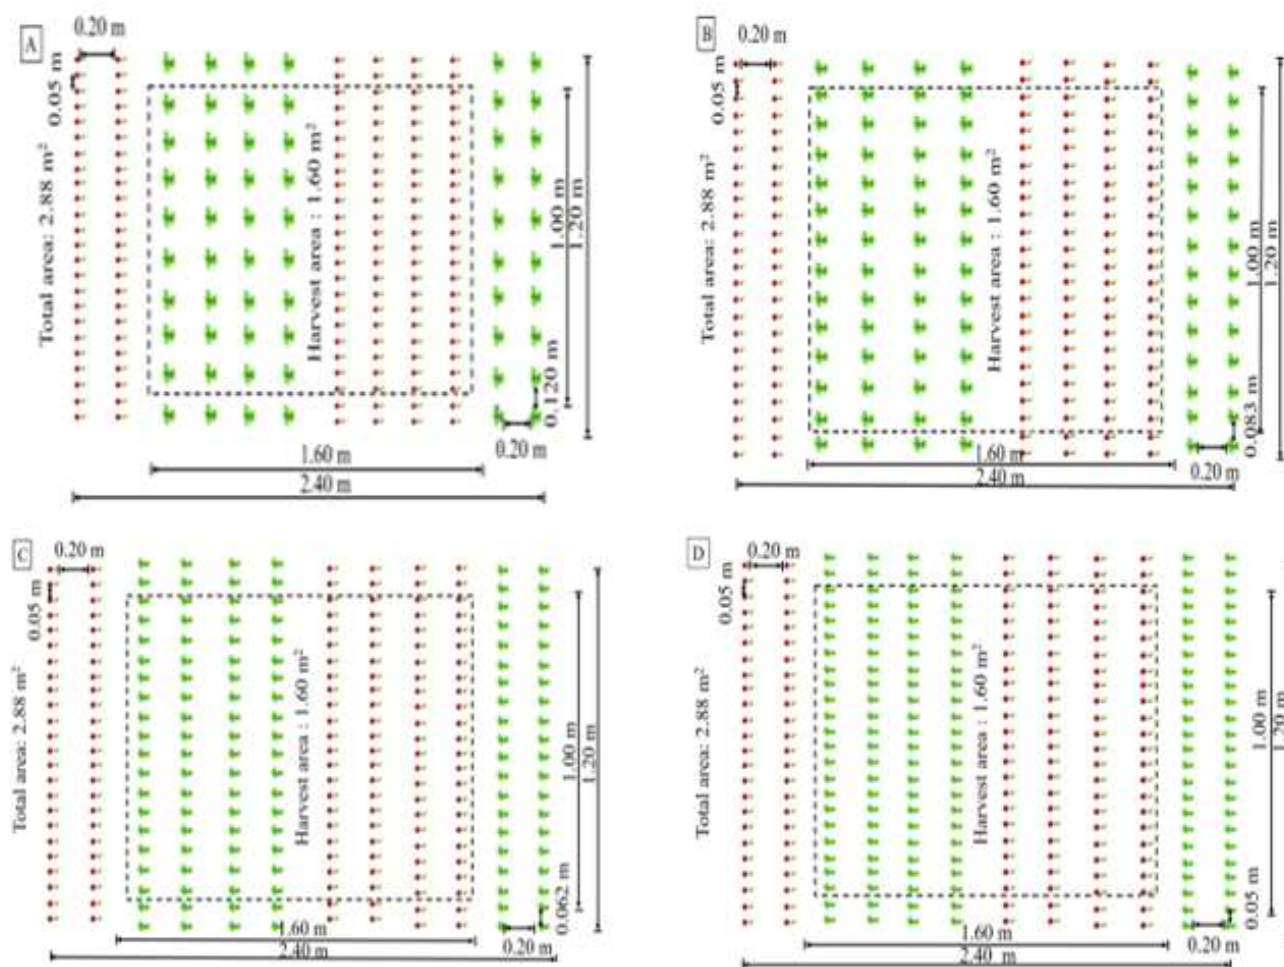 A
0.20 m
0.05 m
Total area: 2.88 m²
Harvest area : 1.60 m²
1.00 m
1.20 m
0.120 m
0.20 m
1.60 m
2.40 m
B
0.20 m
0.05 m
Total area: 2.88 m²
Harvest area : 1.60 m²
1.00 m
1.20 m
0.083 m
0.20 m
1.60 m
2.40 m
C
0.20 m
0.05 m
Total area: 2.88 m²
Harvest area : 1.60 m²
1.00 m
1.20 m
0.062 m
0.20 m
1.60 m
2.40 m
D
0.20 m
0.05 m
Total area: 2.88 m²
Harvest area : 1.60 m²
1.00 m
1.20 m
0.05 m
0.20 m
1.60 m
2.40 m